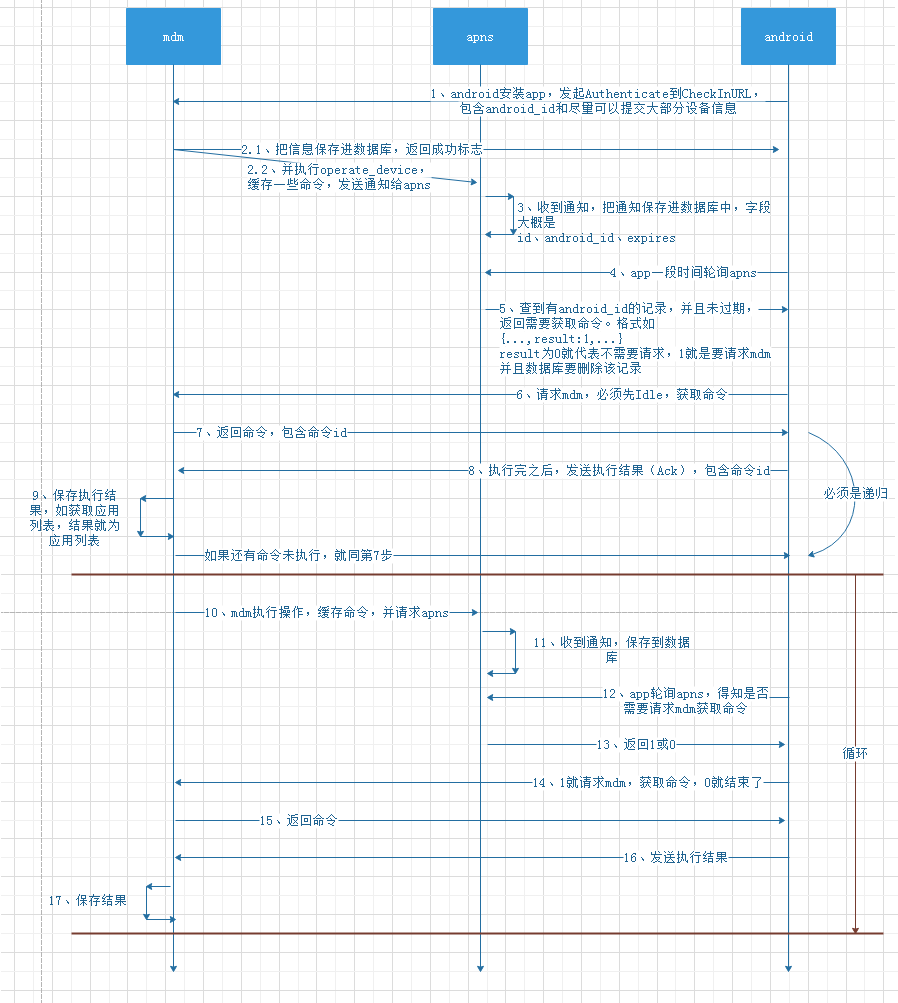 mdm
apns
android
1、android安装app，发起Authenticate到CheckInURL，
包含android_id和尽量可以提交大部分设备信息
2.1、把信息保存进数据库，返回成功标志
2.2、并执行operate_device，
缓存一些命令，发送通知给apns
3、收到通知，把通知保存进数据库中，字段
大概是
id、android_id、expires
4、app一段时间轮询apns
5、查到有android_id的记录，并且未过期，
返回需要获取命令。格式如
{...,result:1,...}
result为0就代表不需要请求，1就是要请求mdm
并且数据库要删除该记录
6、请求mdm，必须先Idle，获取命令
7、返回命令，包含命令id
8、执行完之后，发送执行结果（Ack），包含命令id
必须是递归
9、保存执行结
果，如获取应用
列表，结果就为
应用列表
如果还有命令未执行，就同第7步
10、mdm执行操作，缓存命令，并请求apns
11、收到通知，保存到数据
库
12、app轮询apns，得知是否
需要请求mdm获取命令
13、返回1或0
循环
14、1就请求mdm，获取命令，0就结束了
15、返回命令
16、发送执行结果
17、保存结果